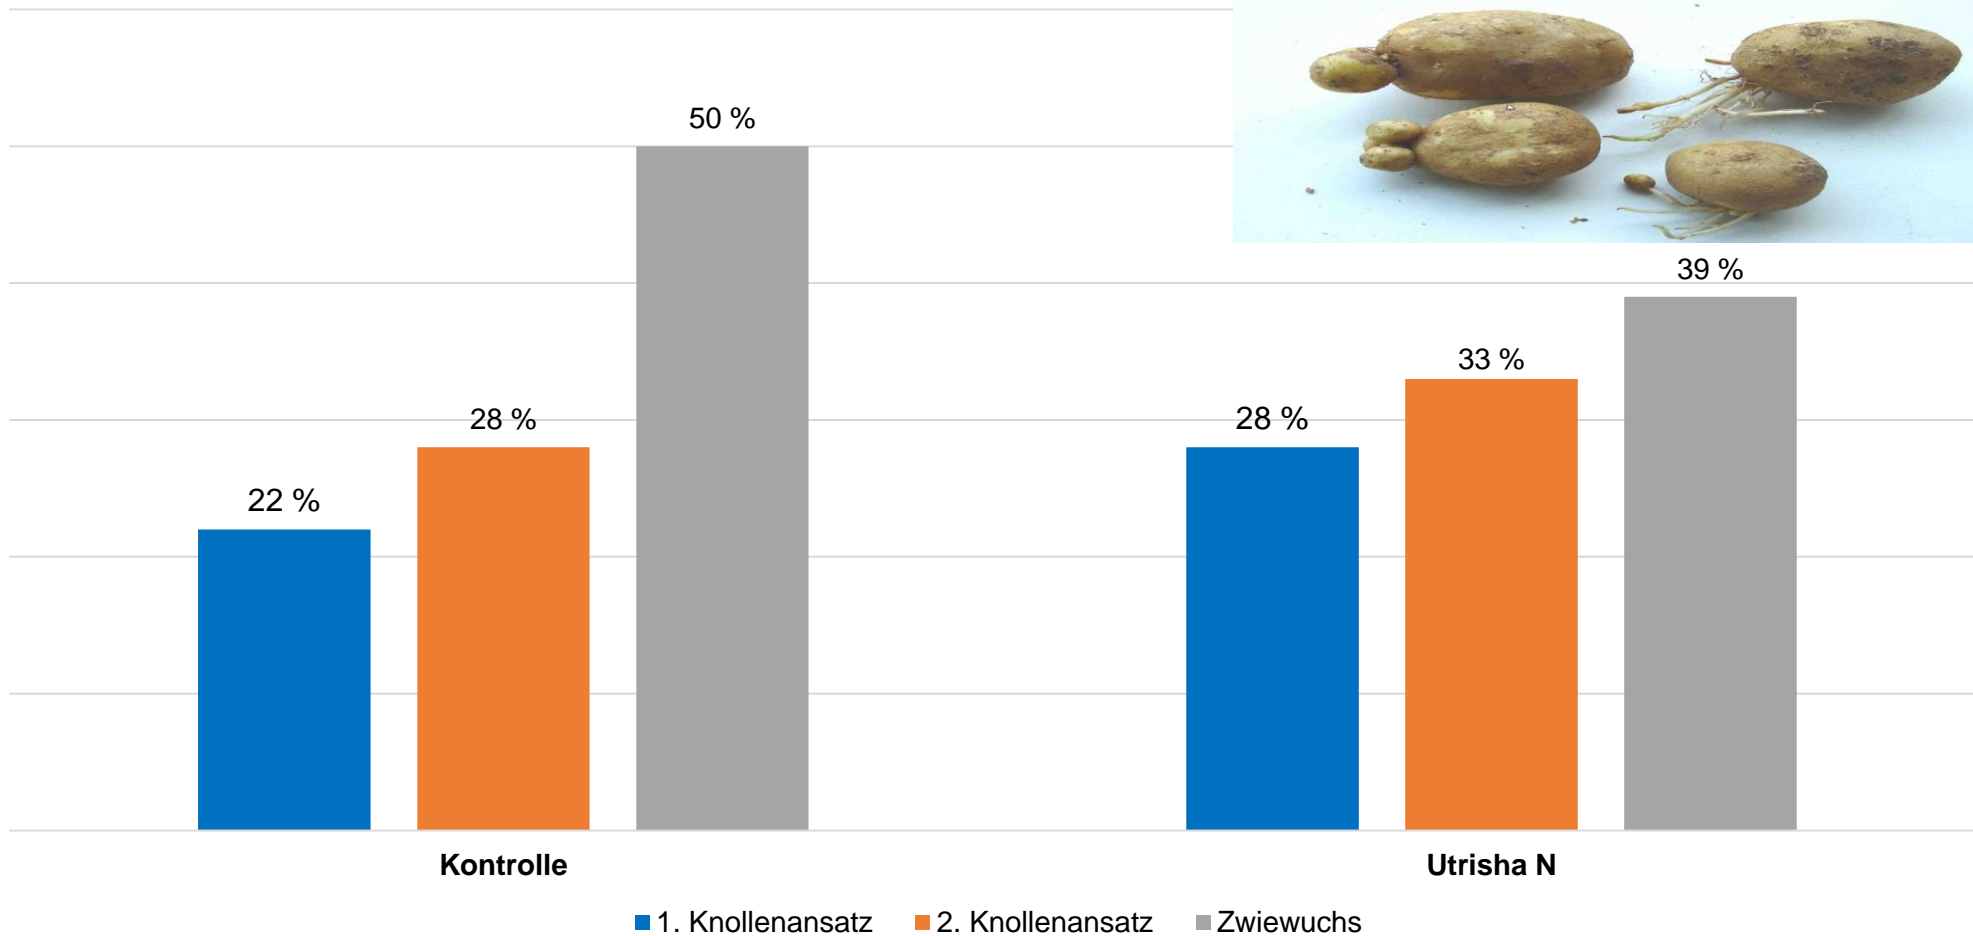 50 %
39 %
33 %
28 %
28 %
22 %
Kontrolle
Utrisha N
1. Knollenansatz
2. Knollenansatz
Zwiewuchs